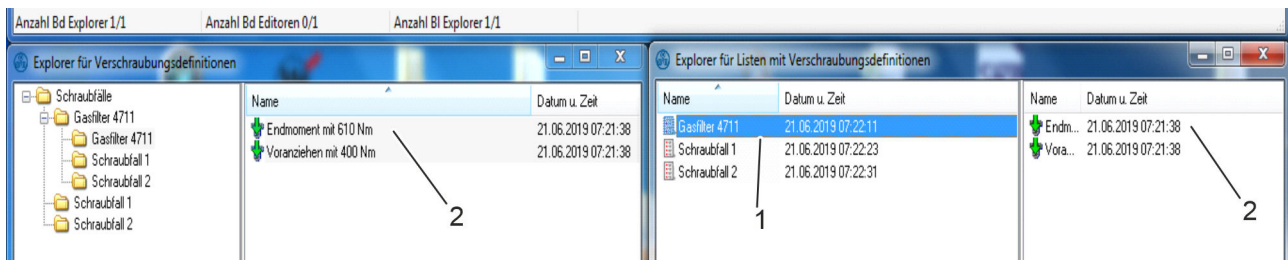 Anzahl Bd Explorer 1/1 Anzahl Bd Editoren 0/1 Anzahl Bl Explorer 1/1
Explorer für Verschraubungsdefinitionen
Schraubfälle
Gasfilter 4711
Gasfilter 4711
Schraubfall 1
Schraubfall 2
Schraubfall 1
Schraubfall 2
Name Datum u. Zeit
Endmoment mit 610 Nm 21.06.2019 07:21:38
Voranziehen mit 400 Nm 21.06.2019 07:21:38
2
Explorer für Listen mit Verschraubungsdefinitionen
Name Datum u. Zeit
Gasfilter 4711 21.06.2019 07:22:11
Schraubfall 1 21.06.2019 07:22:23
Schraubfall 2 21.06.2019 07:22:31
1
Name Datum u. Zeit
Endm... 21.06.2019 07:21:38
Vora... 21.06.2019 07:21:38
2